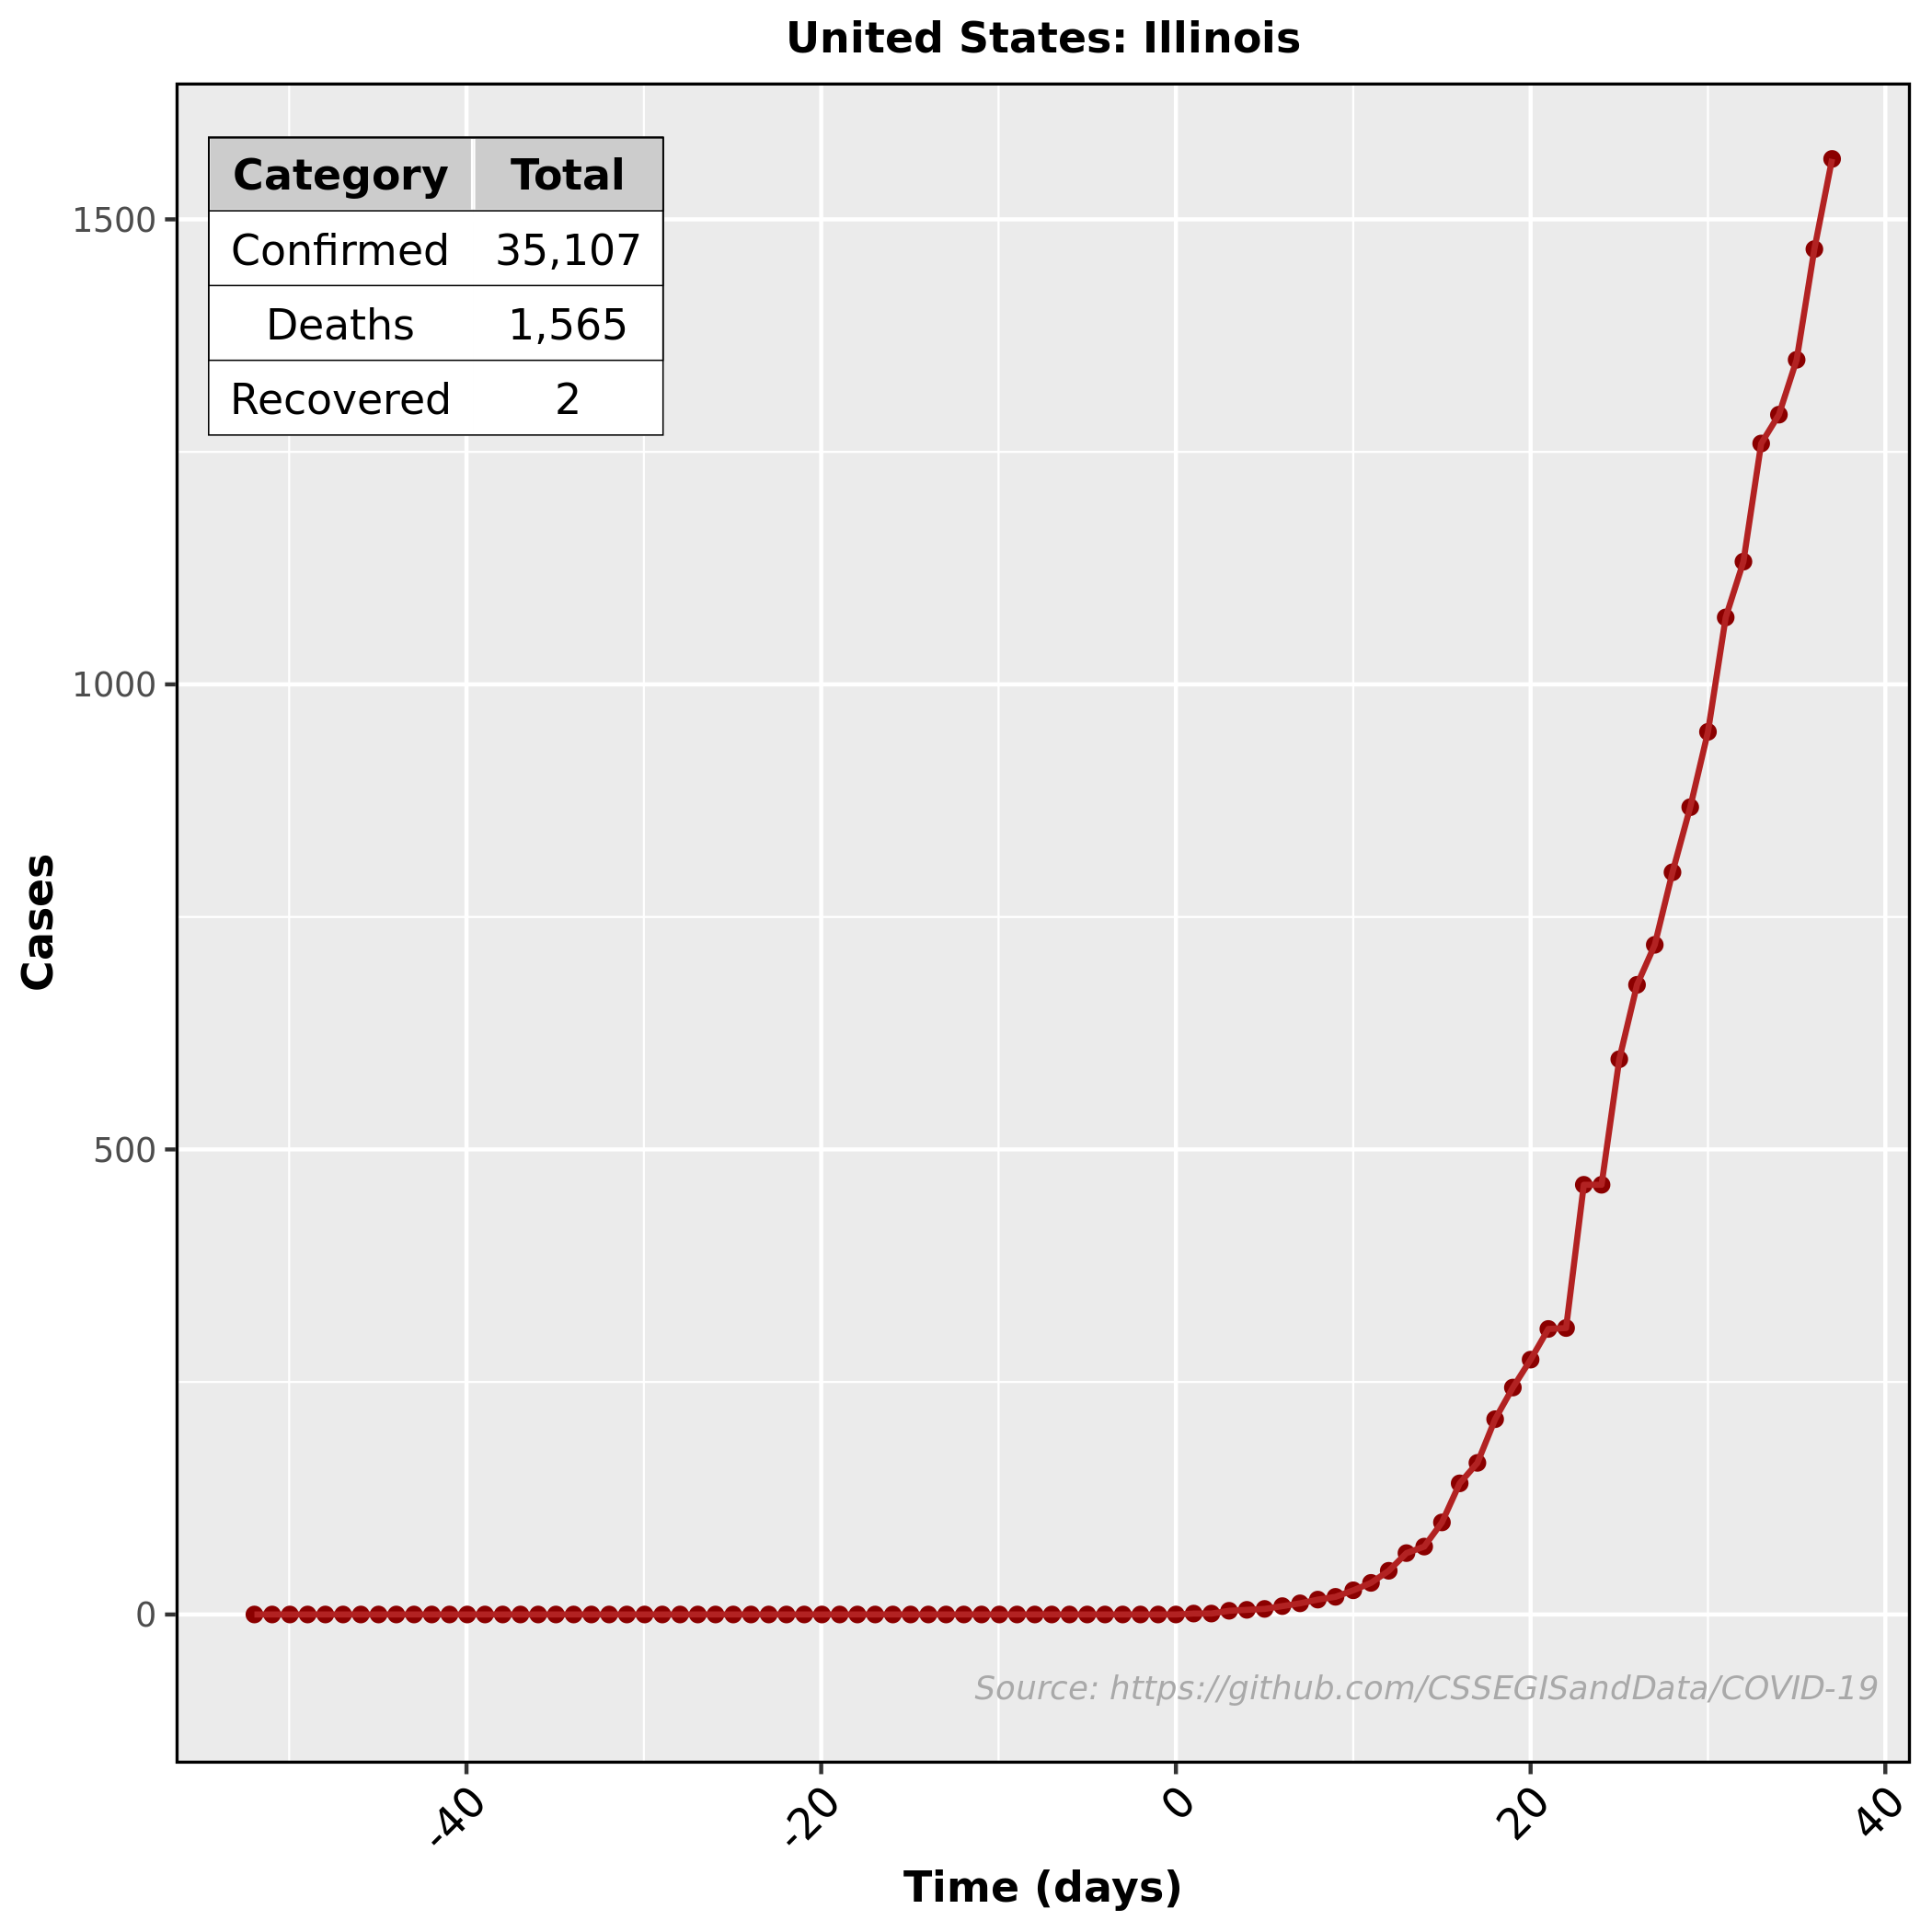 United States: Illinois
Category Total
Confirmed 35,107
Deaths 1,565
Recovered 2
1500
1000
500
0
Cases
Source: https://github.com/CSSEGISandData/COVID-19
-40 -20 0 20 40
Time (days)